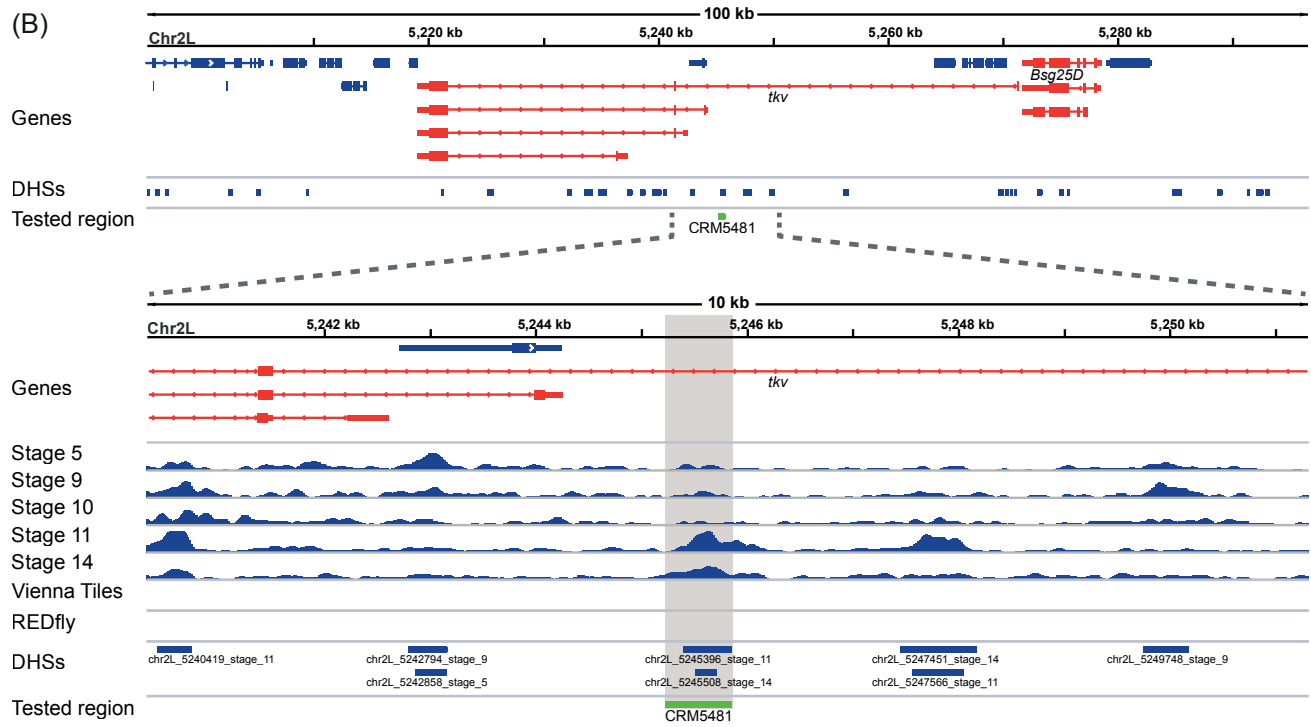 (B)
100 kb
Chr2L
5,220 kb 5,240 kb 5,260 kb 5,280 kb
Bsg25D
tkv
Genes
DHSs
Tested region
CRM5481
10 kb
Chr2L
5,242 kb 5,244 kb 5,246 kb 5,248 kb 5,250 kb
Genes
tkv
Stage 5
Stage 9
Stage 10
Stage 11
Stage 14
Vienna Tiles
REDfly
DHSs
chr2L_5240419_stage_11 chr2L_5242794_stage_9 chr2L_5245396_stage_11 chr2L_5247451_stage_14 chr2L_5249748_stage_9
chr2L_5242858_stage_5 chr2L_5245508_stage_14 chr2L_5247566_stage_11
Tested region
CRM5481